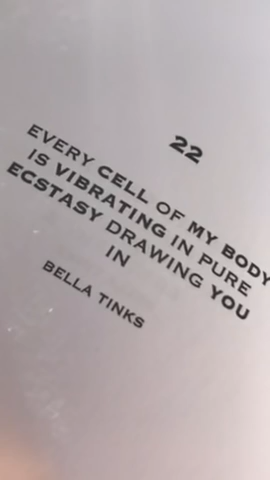 22
EVERY CELL OF MY BODY
IS VIBRATING IN PURE
ECSTASY DRAWING YOU
IN
BELLA TINKS